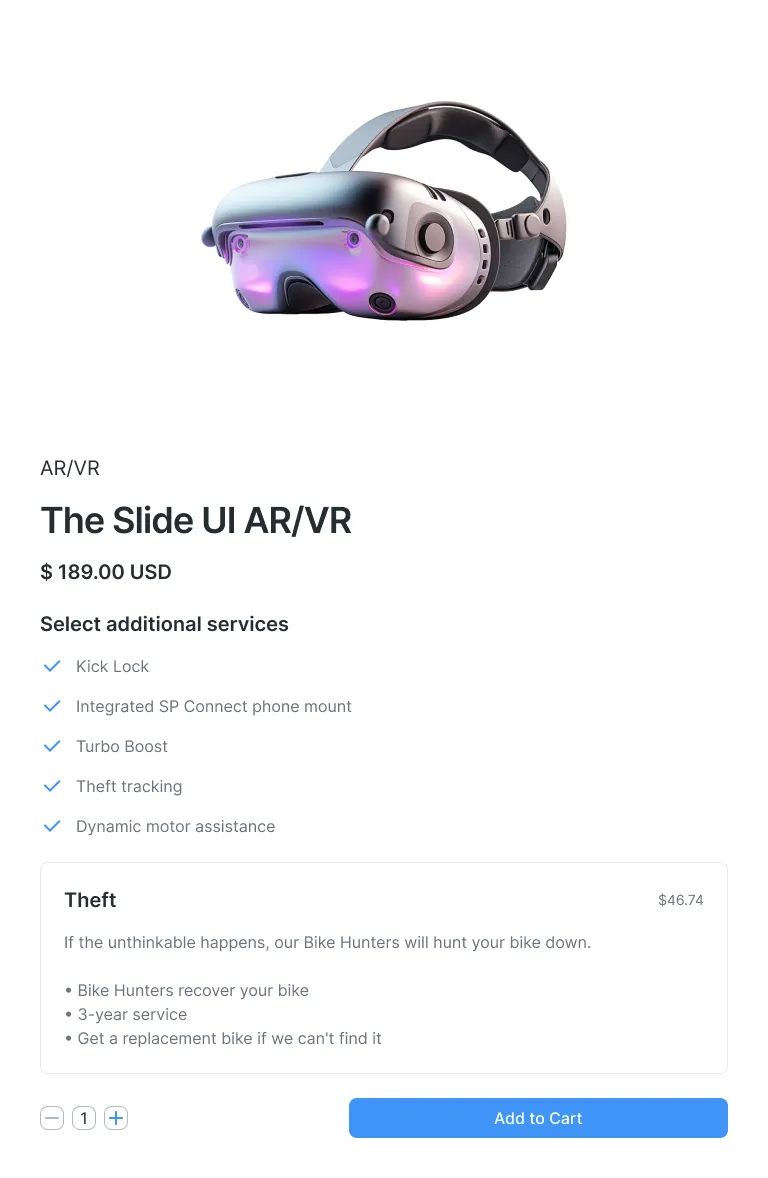 AR/VR
The Slide UI AR/VR
$ 189.00 USD
Select additional services
Kick Lock
Integrated SP Connect phone mount
Turbo Boost
Theft tracking
Dynamic motor assistance
Theft
$46.74
If the unthinkable happens, our Bike Hunters will hunt your bike down.
• Bike Hunters recover your bike
• 3-year service
• Get a replacement bike if we can't find it
1
Add to Cart